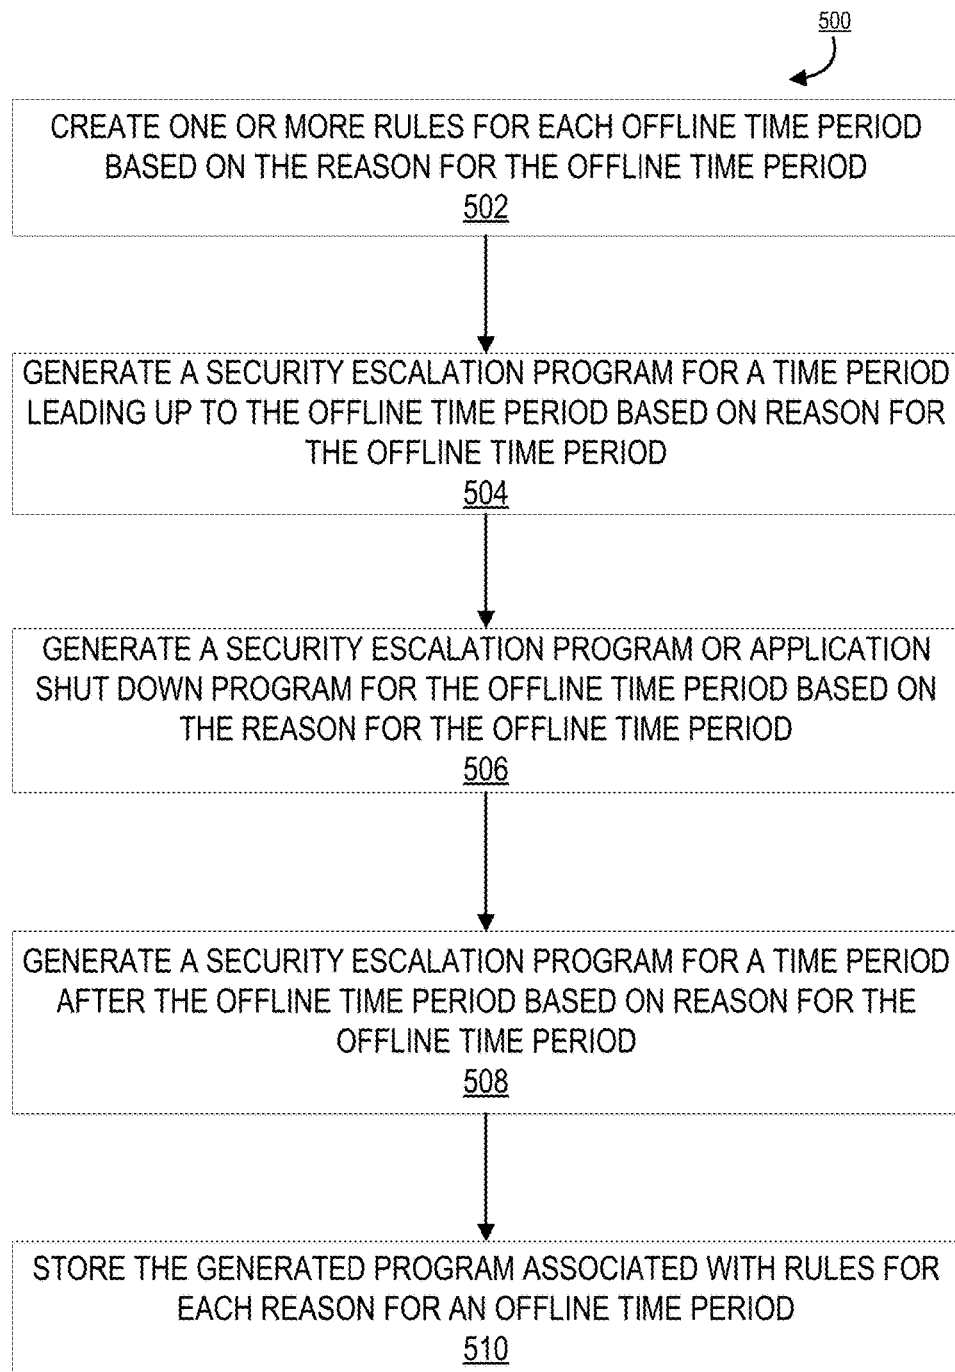 500
CREATE ONE OR MORE RULES FOR EACH OFFLINE TIME PERIOD
BASED ON THE REASON FOR THE OFFLINE TIME PERIOD
502
GENERATE A SECURITY ESCALATION PROGRAM FOR A TIME PERIOD
LEADING UP TO THE OFFLINE TIME PERIOD BASED ON REASON FOR
THE OFFLINE TIME PERIOD
504
GENERATE A SECURITY ESCALATION PROGRAM OR APPLICATION
SHUT DOWN PROGRAM FOR THE OFFLINE TIME PERIOD BASED ON
THE REASON FOR THE OFFLINE TIME PERIOD
506
GENERATE A SECURITY ESCALATION PROGRAM FOR A TIME PERIOD
AFTER THE OFFLINE TIME PERIOD BASED ON REASON FOR THE
OFFLINE TIME PERIOD
508
STORE THE GENERATED PROGRAM ASSOCIATED WITH RULES FOR
EACH REASON FOR AN OFFLINE TIME PERIOD
510